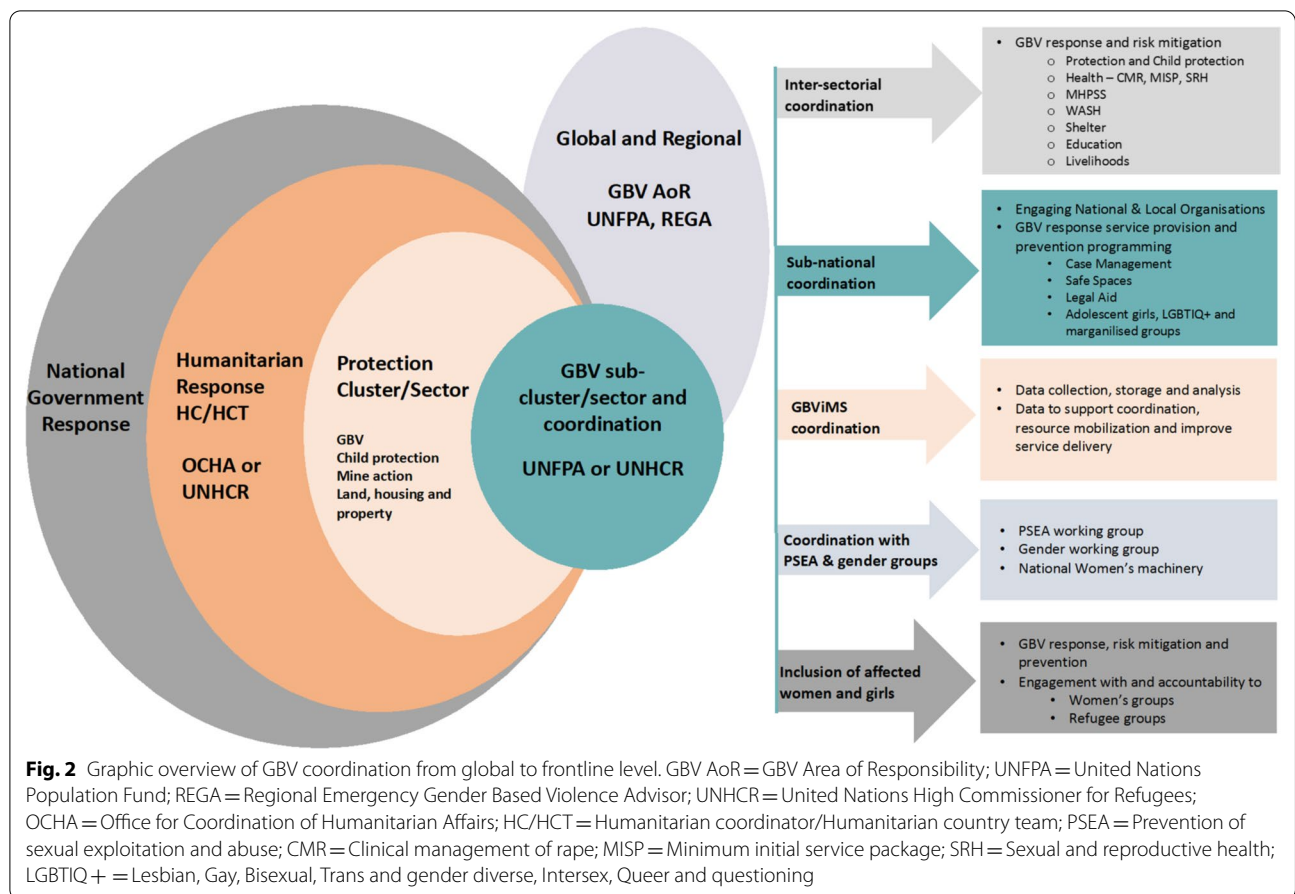 National
Government
Response
Humanitarian
Response
HC/HCT
OCHA or
UNHCR
Protection
Cluster/Sector
GBV
Child protection
Mine action
Land, housing and
property
Global and Regional
GBV AoR
UNFPA, REGA
GBV sub-
cluster/sector and
coordination
UNFPA or UNHCR
Inter-sectorial
coordination
• GBV response and risk mitigation
o Protection and Child protection
o Health – CMR, MISP, SRH
o MHPSS
o WASH
o Shelter
o Education
o Livelihoods
Sub-national
coordination
• Engaging National & Local Organisations
• GBV response service provision and
prevention programming
• Case Management
• Safe Spaces
• Legal Aid
• Adolescent girls, LGBTIQ+ and
marganilised groups
GBViMS
coordination
• Data collection, storage and analysis
• Data to support coordination,
resource mobilization and improve
service delivery
Coordination with
PSEA & gender groups
• PSEA working group
• Gender working group
• National Women's machinery
Inclusion of affected
women and girls
• GBV response, risk mitigation and
prevention
• Engagement with and accountability to
• Women's groups
• Refugee groups
Fig. 2 Graphic overview of GBV coordination from global to frontline level. GBV AoR = GBV Area of Responsibility; UNFPA = United Nations
Population Fund; REGA = Regional Emergency Gender Based Violence Advisor; UNHCR = United Nations High Commissioner for Refugees;
OCHA = Office for Coordination of Humanitarian Affairs; HC/HCT = Humanitarian coordinator/Humanitarian country team; PSEA = Prevention of
sexual exploitation and abuse; CMR = Clinical management of rape; MISP = Minimum initial service package; SRH = Sexual and reproductive health;
LGBTIQ + = Lesbian, Gay, Bisexual, Trans and gender diverse, Intersex, Queer and questioning